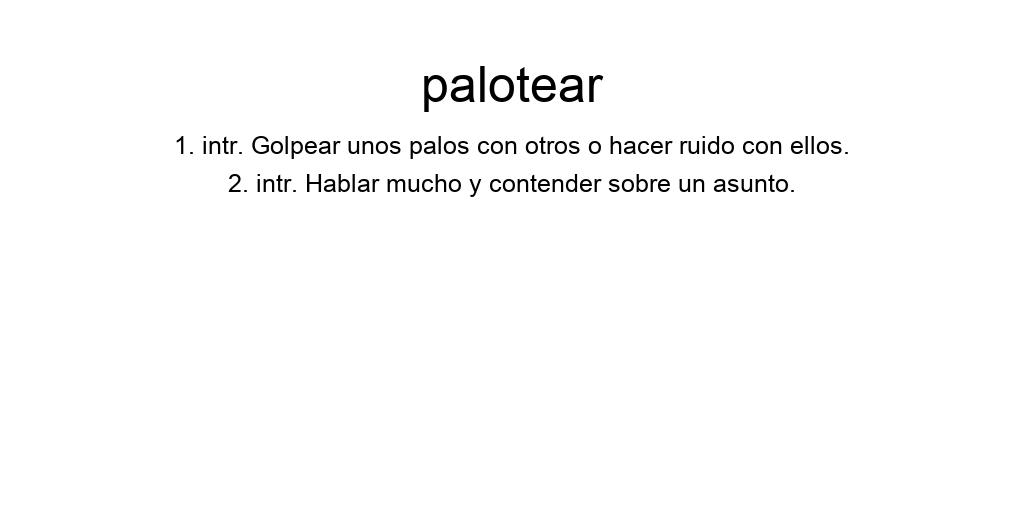 palotear
1. intr. Golpear unos palos con otros o hacer ruido con ellos.
2. intr. Hablar mucho y contender sobre un asunto.